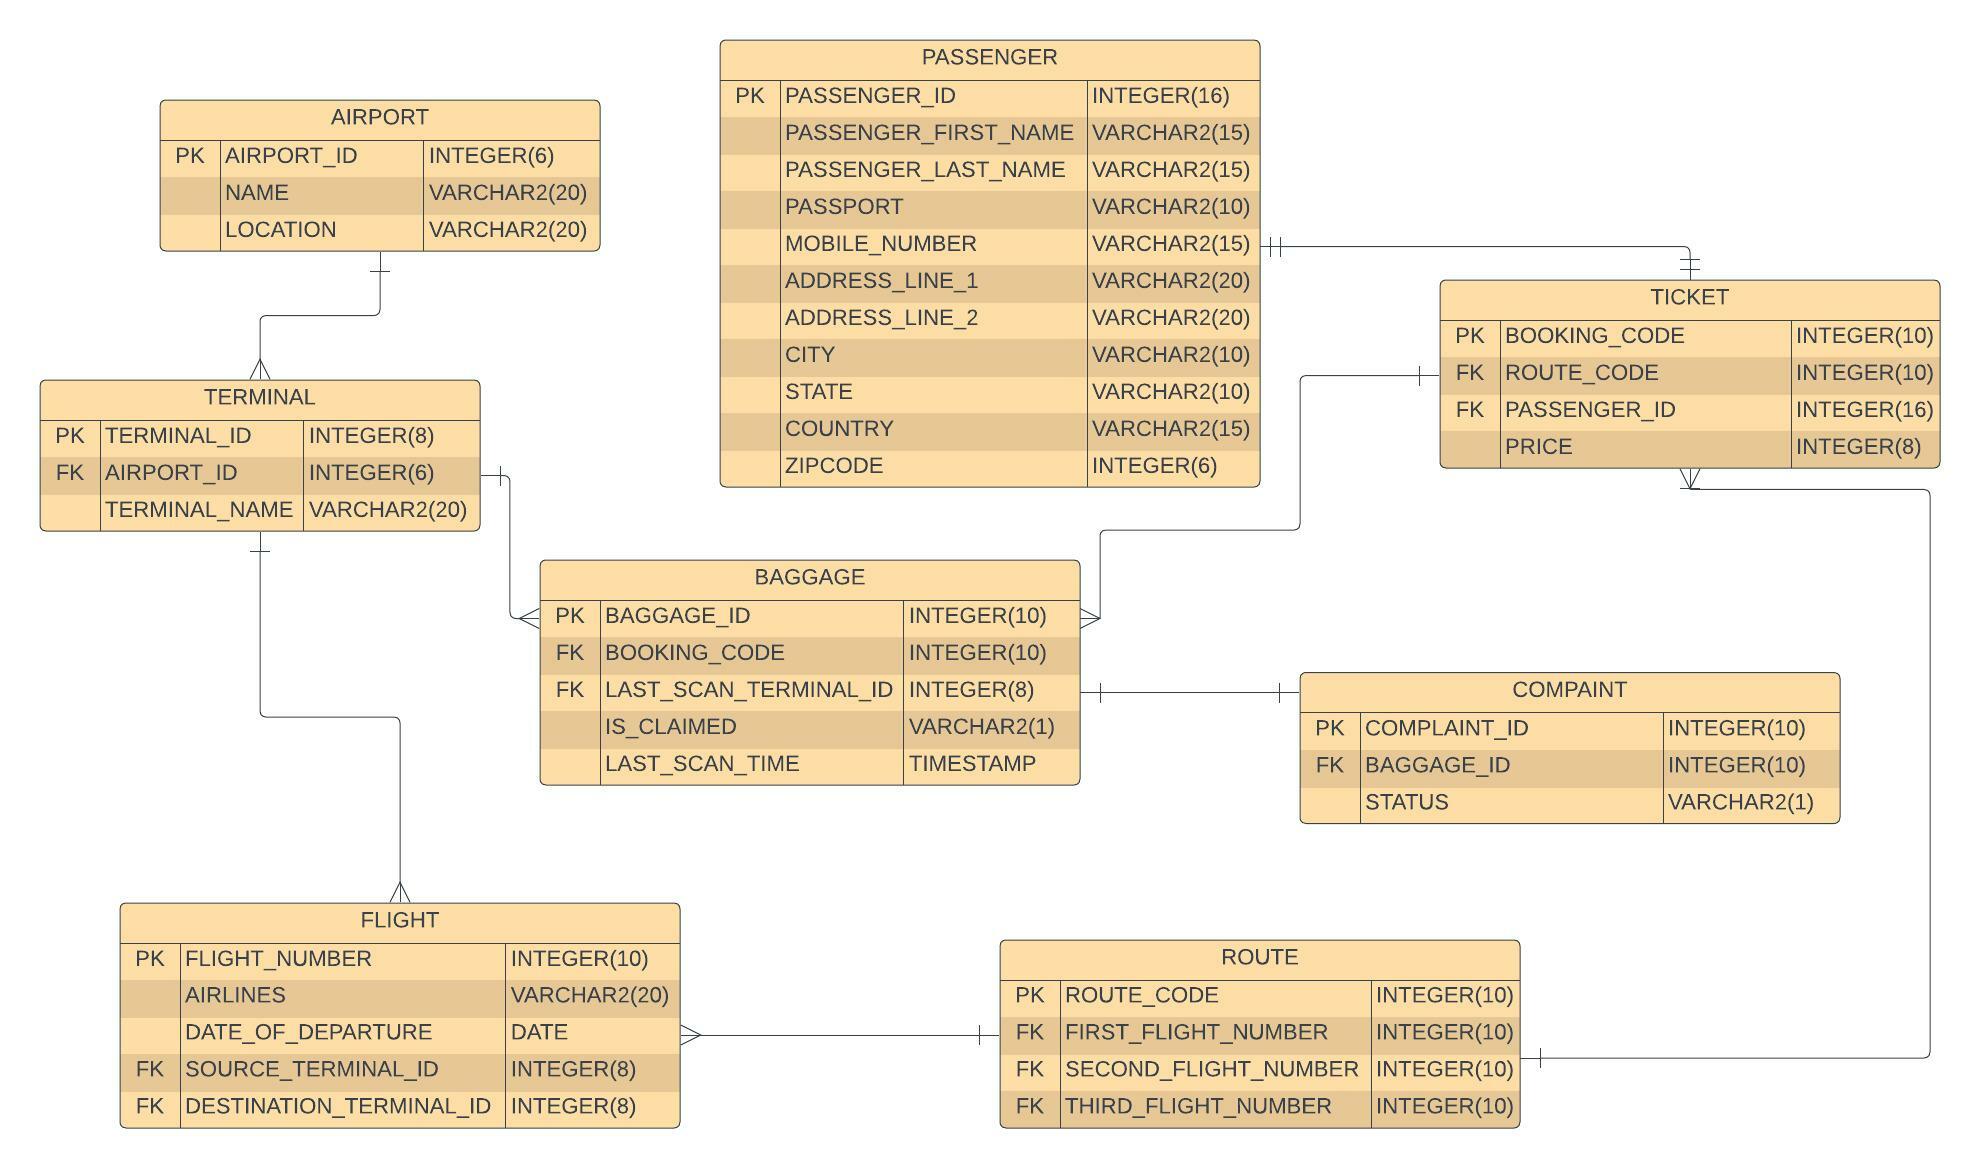 PASSENGER
PK PASSENGER_ID INTEGER(16)
PASSENGER_FIRST_NAME VARCHAR2(15)
PASSENGER_LAST_NAME VARCHAR2(15)
PASSPORT VARCHAR2(10)
MOBILE_NUMBER VARCHAR2(15)
ADDRESS_LINE_1 VARCHAR2(20)
ADDRESS_LINE_2 VARCHAR2(20)
CITY VARCHAR2(10)
STATE VARCHAR2(10)
COUNTRY VARCHAR2(15)
ZIPCODE INTEGER(6)
AIRPORT
PK AIRPORT_ID INTEGER(6)
NAME VARCHAR2(20)
LOCATION VARCHAR2(20)
TICKET
PK BOOKING_CODE INTEGER(10)
FK ROUTE_CODE INTEGER(10)
FK PASSENGER_ID INTEGER(16)
PRICE INTEGER(8)
TERMINAL
PK TERMINAL_ID INTEGER(8)
FK AIRPORT_ID INTEGER(6)
TERMINAL_NAME VARCHAR2(20)
BAGGAGE
PK BAGGAGE_ID INTEGER(10)
FK BOOKING_CODE INTEGER(10)
FK LAST_SCAN_TERMINAL_ID INTEGER(8)
IS_CLAIMED VARCHAR2(1)
LAST_SCAN_TIME TIMESTAMP
COMPAINT
PK COMPLAINT_ID INTEGER(10)
FK BAGGAGE_ID INTEGER(10)
STATUS VARCHAR2(1)
FLIGHT
PK FLIGHT_NUMBER INTEGER(10)
AIRLINES VARCHAR2(20)
DATE_OF_DEPARTURE DATE
FK SOURCE_TERMINAL_ID INTEGER(8)
FK DESTINATION_TERMINAL_ID INTEGER(8)
ROUTE
PK ROUTE_CODE INTEGER(10)
FK FIRST_FLIGHT_NUMBER INTEGER(10)
FK SECOND_FLIGHT_NUMBER INTEGER(10)
FK THIRD_FLIGHT_NUMBER INTEGER(10)